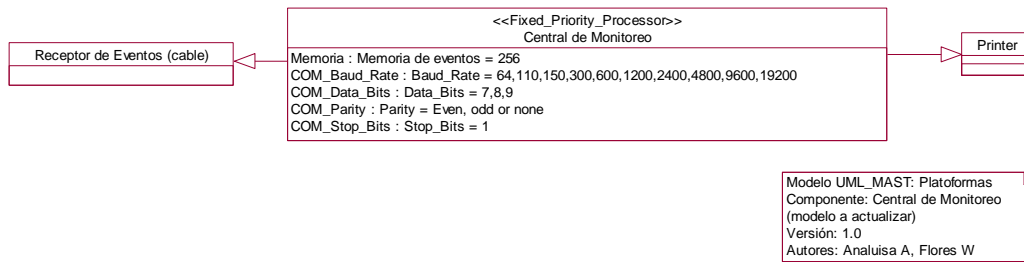 <<Fixed_Priority_Processor>>
Central de Monitoreo
Receptor de Eventos (cable)
Printer
Memoria : Memoria de eventos = 256
COM_Baud_Rate : Baud_Rate = 64,110,150,300,600,1200,2400,4800,9600,19200
COM_Data_Bits : Data_Bits = 7,8,9
COM_Parity : Parity = Even, odd or none
COM_Stop_Bits : Stop_Bits = 1
Modelo UML_MAST: Platoformas
Componente: Central de Monitoreo
(modelo a actualizar)
Versión: 1.0
Autores: Analuisa A, Flores W